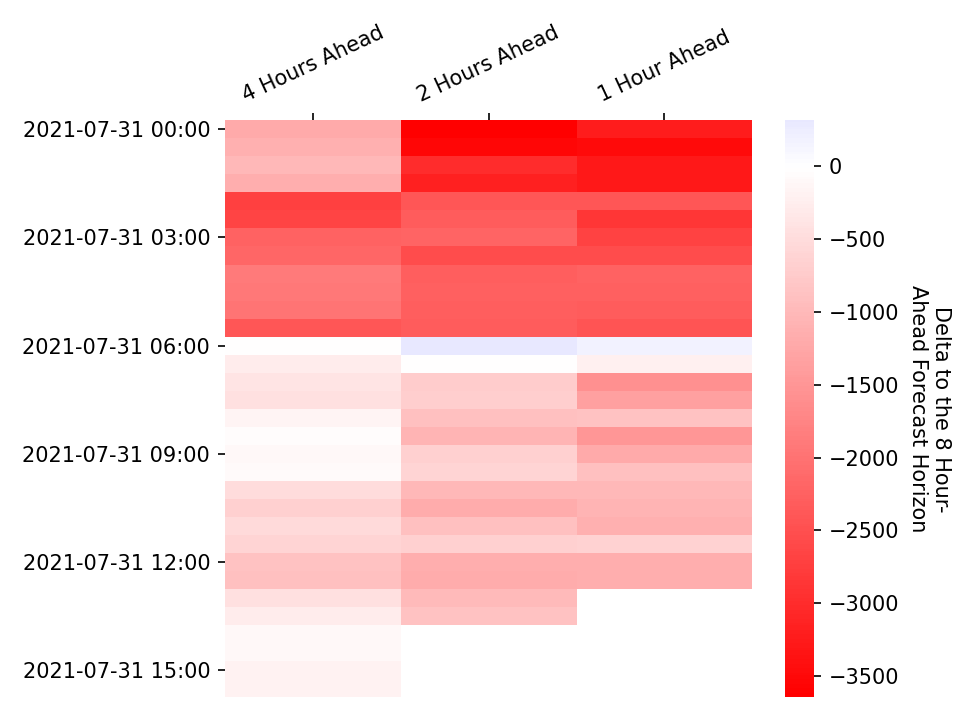 4 Hours Ahead
2 Hours Ahead
1 Hour Ahead
2021-07-31 00:00
2021-07-31 03:00
2021-07-31 06:00
2021-07-31 09:00
2021-07-31 12:00
2021-07-31 15:00
0
−500
−1000
−1500
−2000
−2500
−3000
−3500
Delta to the 8 Hour-
Ahead Forecast Horizon